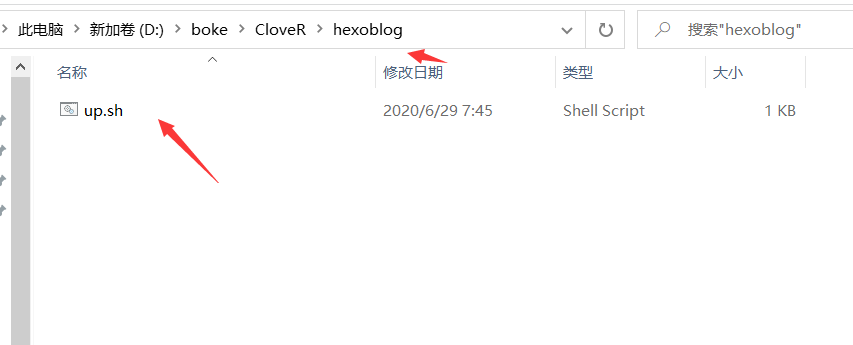 此电脑 > 新加卷 (D:) > boke > CloveR > hexoblog 搜索"hexoblog"
名称 修改日期 类型 大小
up.sh 2020/6/29 7:45 Shell Script 1 KB